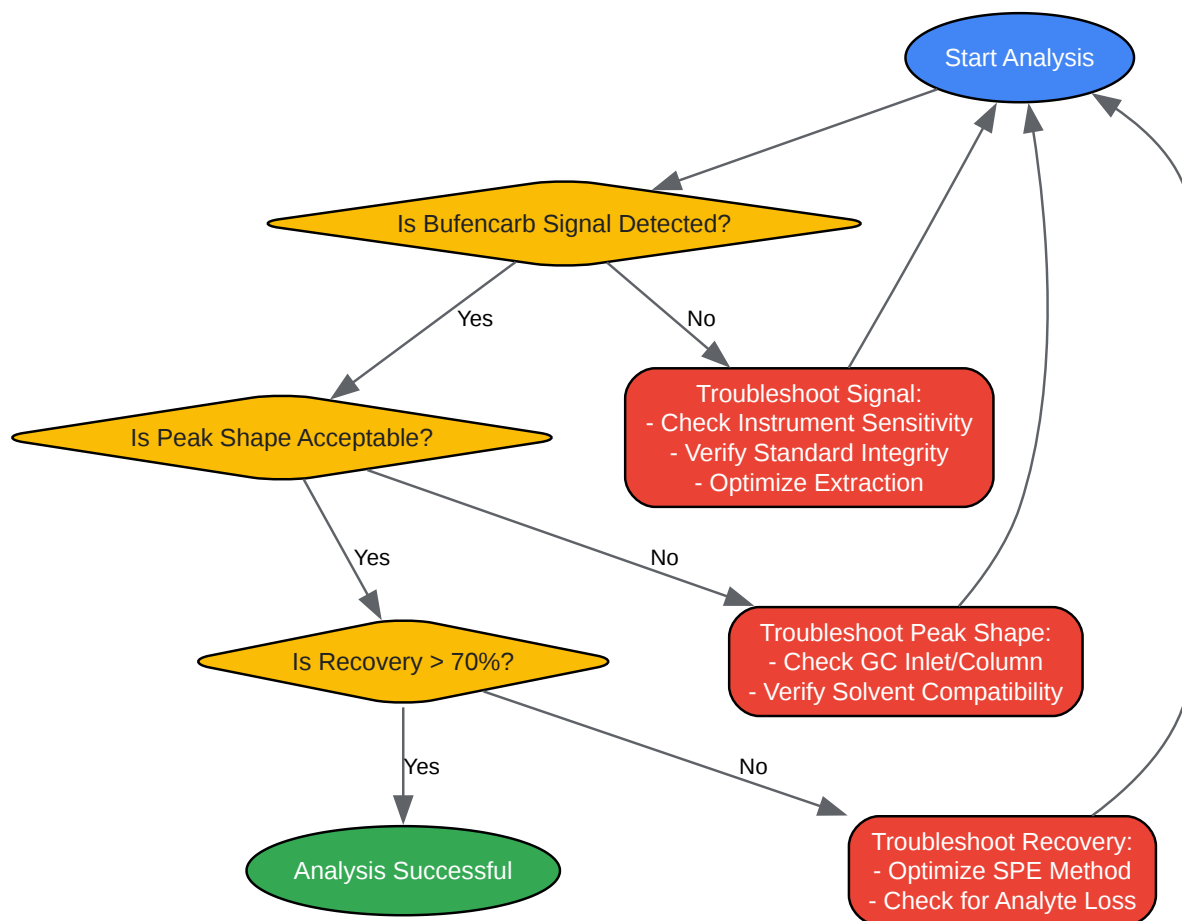 Start Analysis
Is Bufencarb Signal Detected?
Yes
No
Troubleshoot Signal:
- Check Instrument Sensitivity
- Verify Standard Integrity
- Optimize Extraction
Is Peak Shape Acceptable?
Yes
No
Troubleshoot Peak Shape:
- Check GC Inlet/Column
- Verify Solvent Compatibility
Is Recovery > 70%?
Yes
No
Troubleshoot Recovery:
- Optimize SPE Method
- Check for Analyte Loss
Analysis Successful